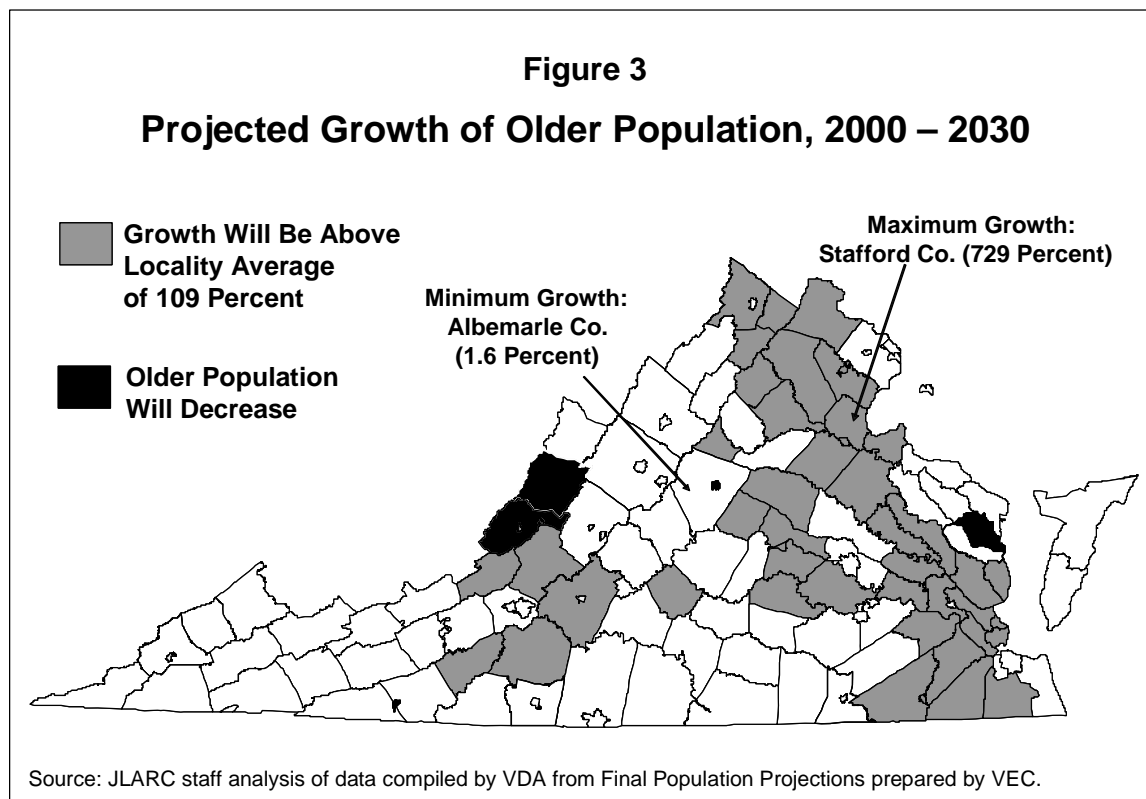 Figure 3
Projected Growth of Older Population, 2000 – 2030
Growth Will Be Above
Locality Average
of 109 Percent
Older Population
Will Decrease
Minimum Growth:
Albemarle Co.
(1.6 Percent)
Maximum Growth:
Stafford Co. (729 Percent)
Source: JLARC staff analysis of data compiled by VDA from Final Population Projections prepared by VEC.